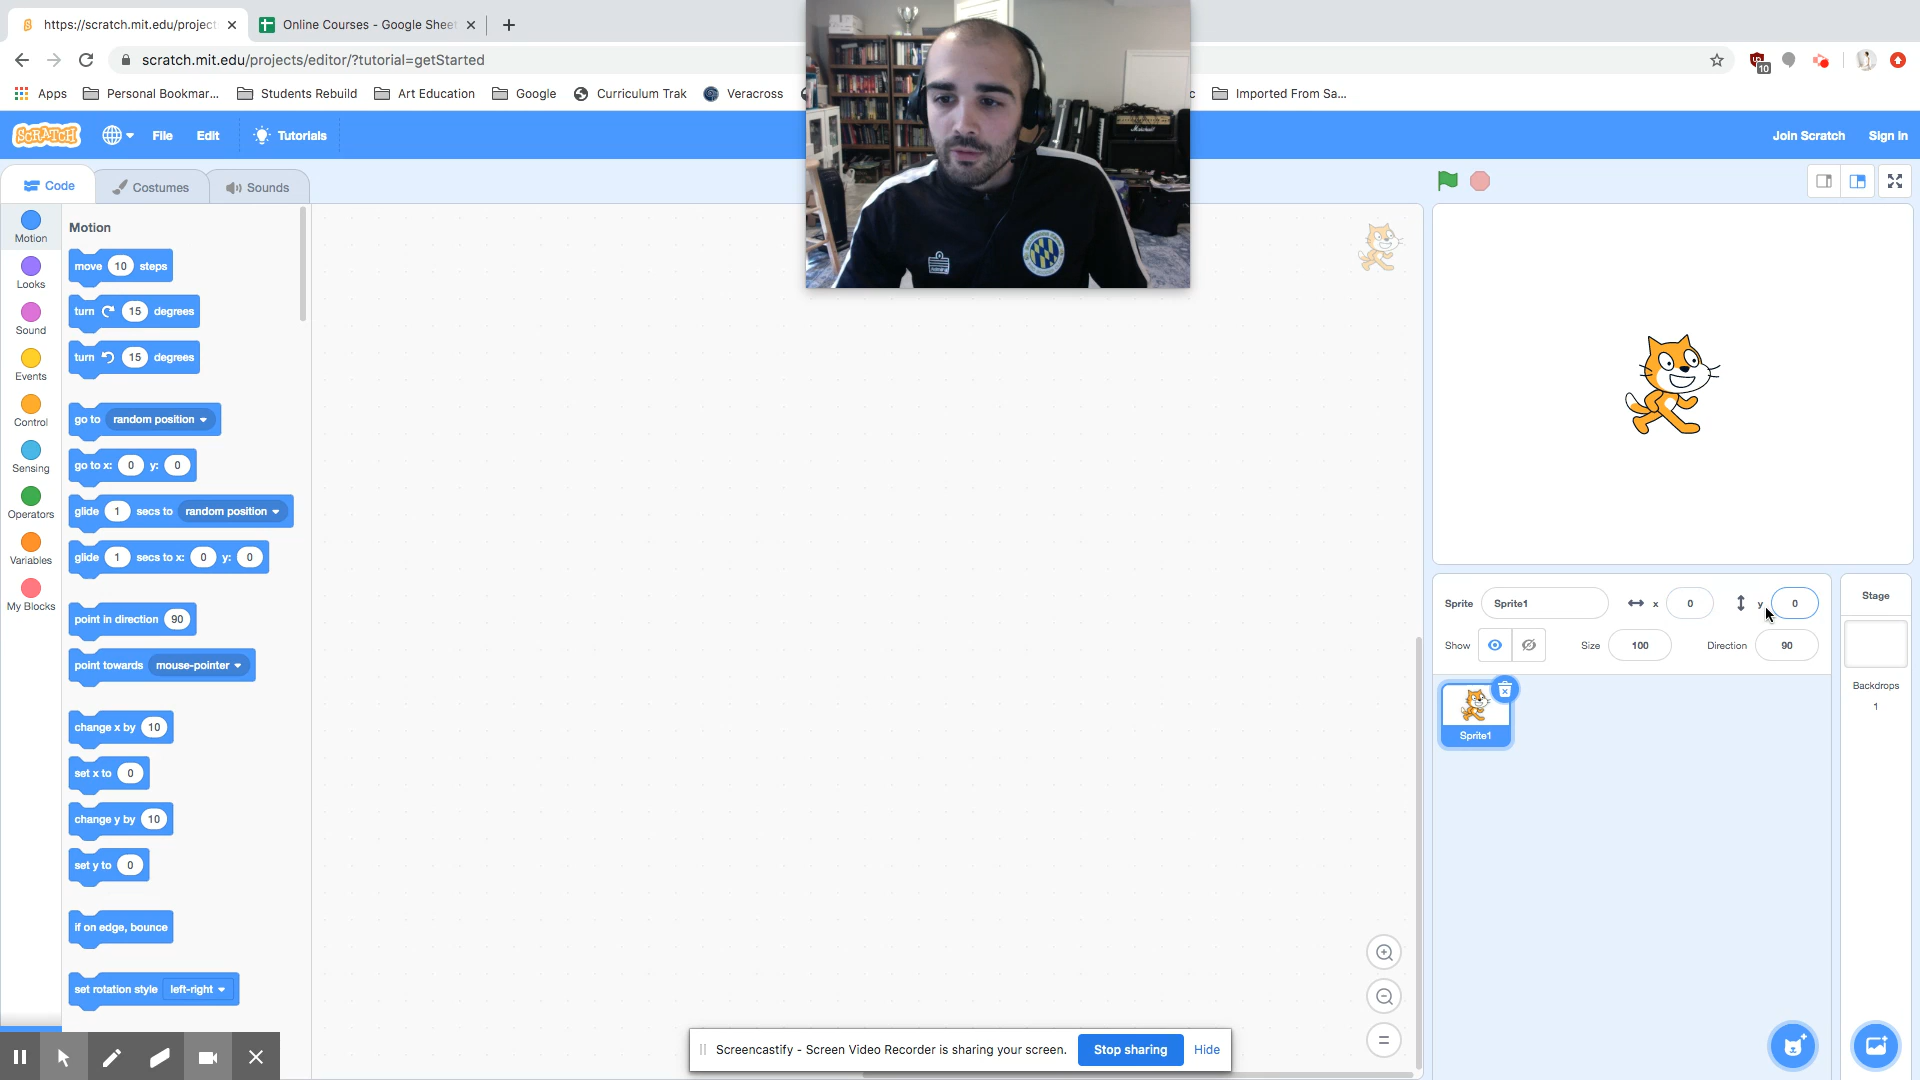 https://scratch.mit.edu/project
Online Courses - Google Sheet
scratch.mit.edu/projects/editor/?tutorial=getStarted
10
Apps
Personal Bookmar...
Students Rebuild
Art Education
Google
Curriculum Trak
Veracross
c
Imported From Sa...
SCRATCH
File
Edit
Tutorials
Join Scratch
Sign in
Code
Costumes
Sounds
Motion
Looks
Sound
Events
Control
Sensing
Operators
Variables
My Blocks
Motion
move 10 steps
turn 15 degrees
turn 15 degrees
go to random position
go to x: 0 y: 0
glide 1 secs to random position
glide 1 secs to x: 0 y: 0
point in direction 90
point towards mouse-pointer
change x by 10
set x to 0
change y by 10
set y to 0
if on edge, bounce
set rotation style left-right
Marshall
Sprite Sprite1 x 0 y 0
Show Size 100 Direction 90
Sprite1
Stage
Backdrops
1
Screencastify - Screen Video Recorder is sharing your screen.
Stop sharing
Hide